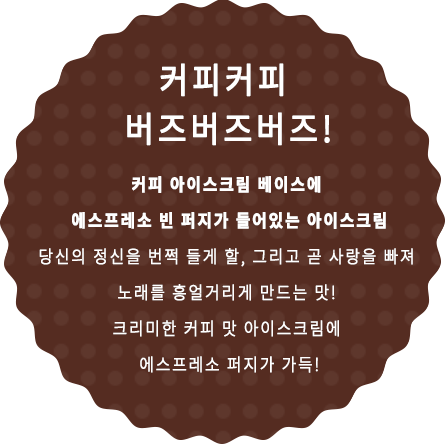 커피커피
버즈버즈버즈!
커피 아이스크림 베이스에
에스프레소 빈 퍼지가 들어있는 아이스크림
당신의 정신을 번쩍 들게 할, 그리고 곧 사랑을 빠져
노래를 흥얼거리게 만드는 맛!
크리미한 커피 맛 아이스크림에
에스프레소 퍼지가 가득!